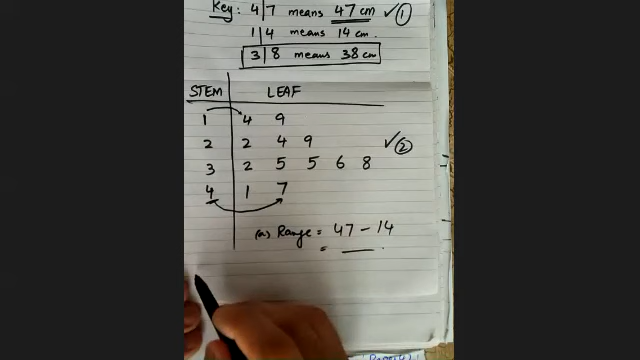 Key: 4|7 means 47 cm ✓①
1|4 means 14 cm.
3|8 means 38 cm
STEM LEAF
1 4 9
2 2 4 9 ✓②
3 2 5 5 6 8
4 1 7
(a) Range = 47 - 14
=